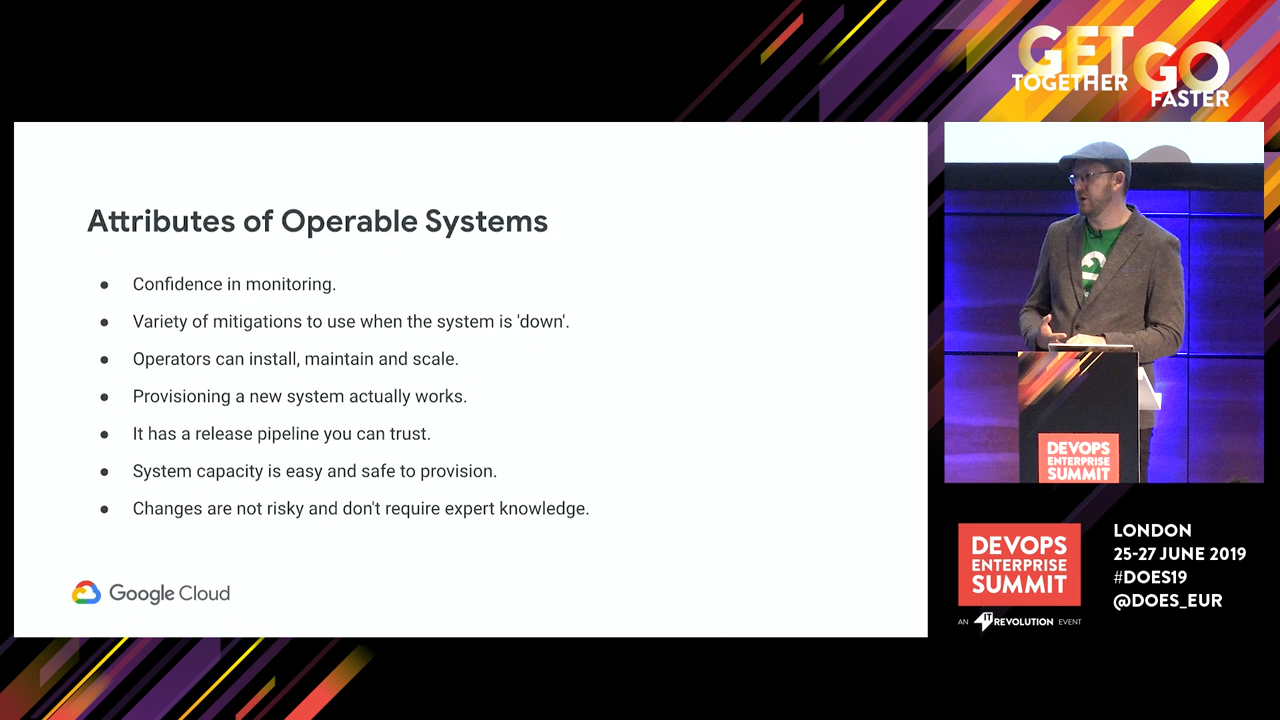 GET
TOGETHER
GO
FASTER
Attributes of Operable Systems
● Confidence in monitoring.
● Variety of mitigations to use when the system is 'down'.
● Operators can install, maintain and scale.
● Provisioning a new system actually works.
● It has a release pipeline you can trust.
● System capacity is easy and safe to provision.
● Changes are not risky and don't require expert knowledge.
Google Cloud
DEVOPS
ENTERPRISE
SUMMIT
DEVOPS
ENTERPRISE
SUMMIT
AN IT REVOLUTION EVENT
LONDON
25-27 JUNE 2019
#DOES19
@DOES_EUR